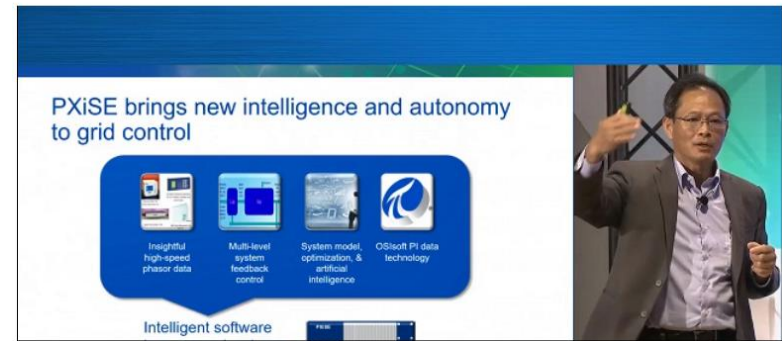 PXiSE brings new intelligence and autonomy
to grid control
Insightful
high-speed
phasor data
Multi-level
system
feedback
control
System model,
optimization, &
artificial
intelligence
OSIsoft PI data
technology
Intelligent software
PXiSE